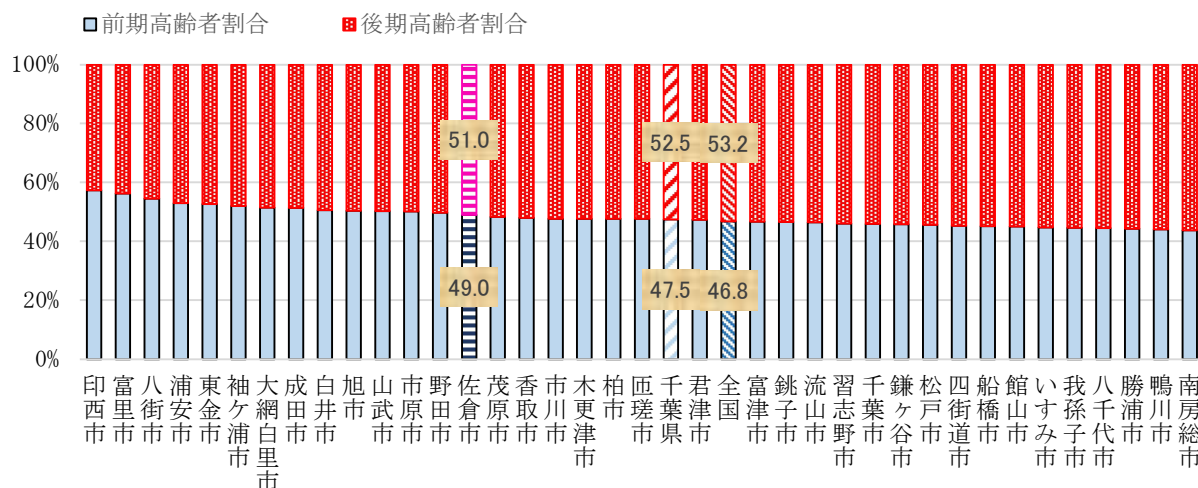 前期高齢者割合
後期高齢者割合
100%
80%
60%
40%
20%
0%
51.0
52.5
53.2
49.0
47.5
46.8
印西市
富里市
八街市
浦安市
東金市
袖ケ浦市
大網白里市
成田市
白井市
旭市
山武市
市原市
野田市
佐倉市
茂原市
香取市
市川市
木更津市
柏市
匝瑳市
千葉県
君津市
全国
富津市
銚子市
流山市
習志野市
千葉市
鎌ヶ谷市
松戸市
四街道市
船橋市
館山市
いすみ市
我孫子市
八千代市
勝浦市
鴨川市
南房総市